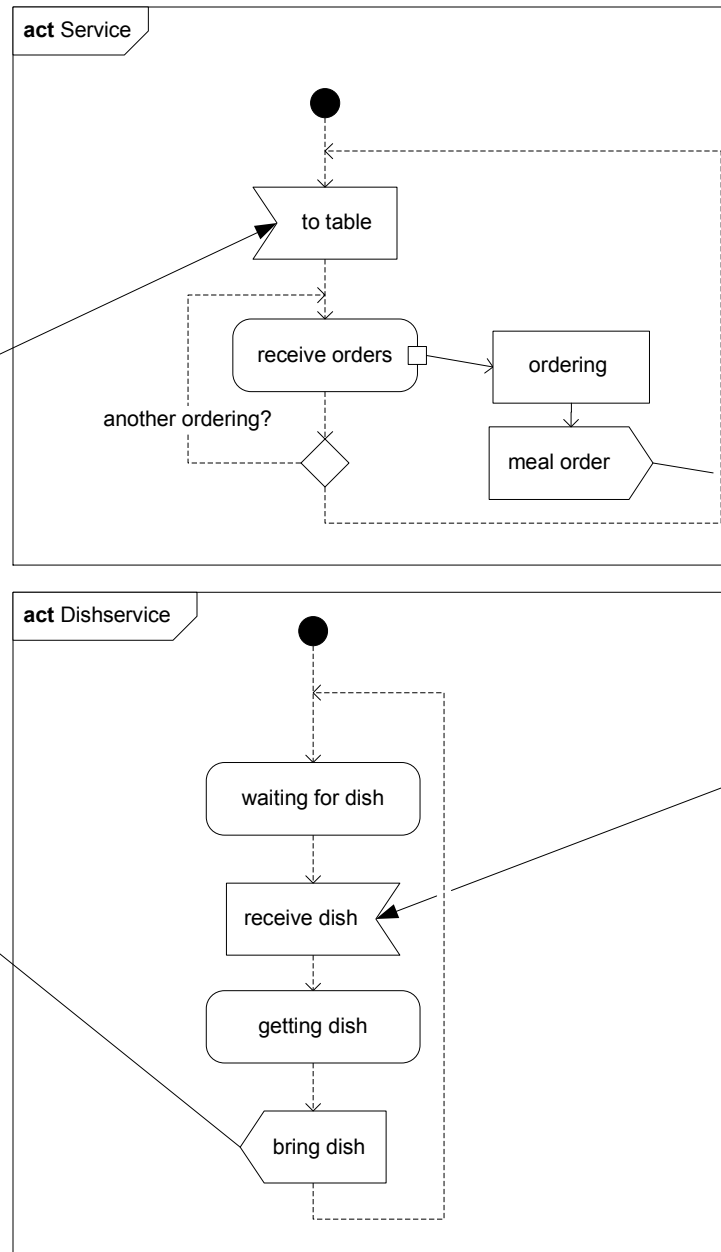 act Service
to table
receive orders
ordering
another ordering?
meal order
act Dishservice
waiting for dish
receive dish
getting dish
bring dish